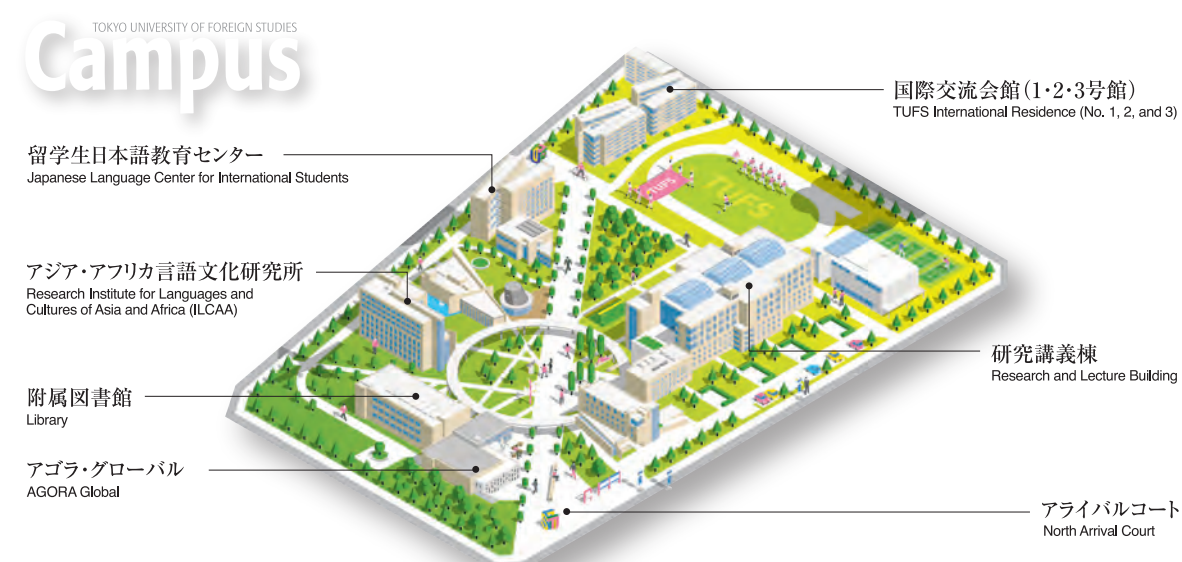 TOKYO UNIVERSITY OF FOREIGN STUDIES
Campus
国際交流会館(1・2・3号館)
TUFS International Residence (No. 1, 2, and 3)
留学生日本語教育センター
Japanese Language Center for International Students
TUFS
TUFS
アジア・アフリカ言語文化研究所
Research Institute for Languages and
Cultures of Asia and Africa (ILCAA)
研究講義棟
Research and Lecture Building
附属図書館
Library
アゴラ・グローバル
AGORA Global
アライバルコート
North Arrival Court